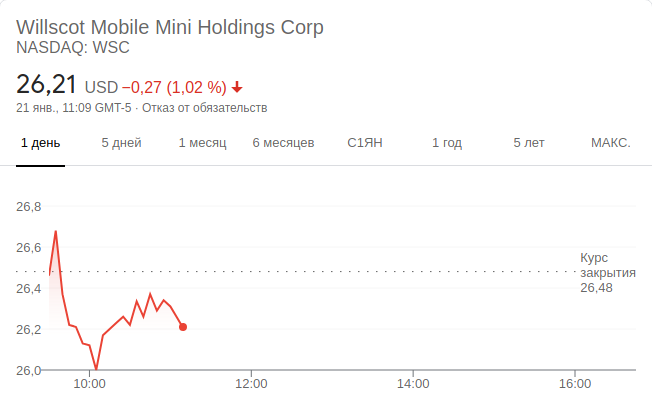 Willscot Mobile Mini Holdings Corp
NASDAQ: WSC
26,21 USD −0,27 (1,02 %)
21 янв., 11:09 GMT-5 · Отказ от обязательств
1 день 5 дней 1 месяц 6 месяцев С1ЯН 1 год 5 лет МАКС.
26,8
26,6
Курс
закрытия
26,48
26,4
26,2
26,0
10:00 12:00 14:00 16:00